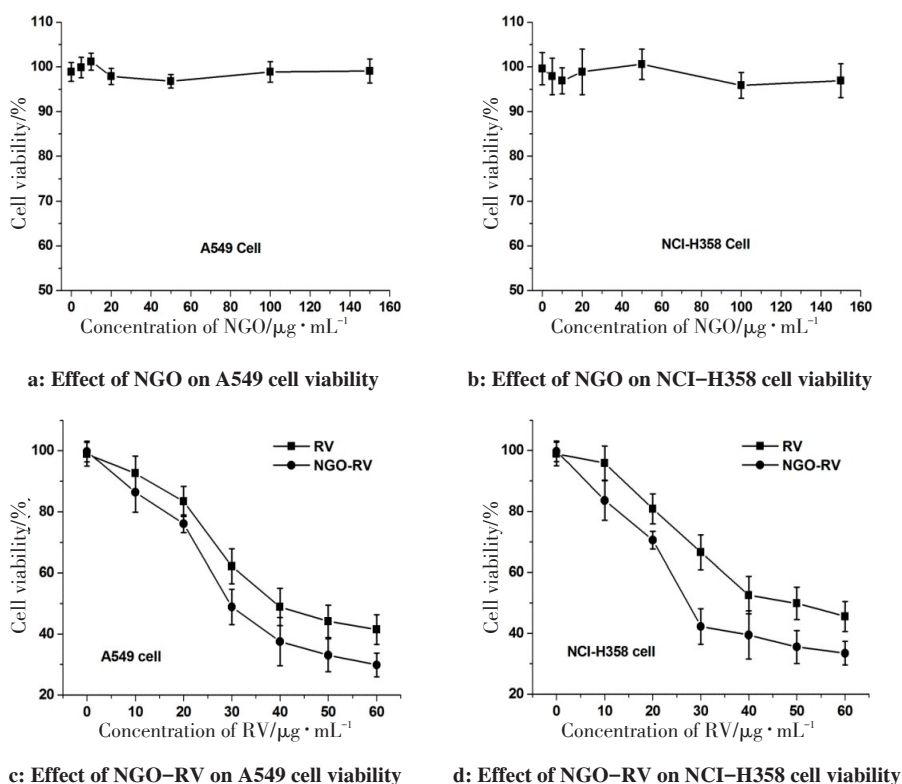 110
100
90
80
70
60
50
Cell viability/%
A549 Cell
0 20 40 60 80 100 120 140 160
Concentration of NGO/μg·mL⁻¹
a: Effect of NGO on A549 cell viability
110
100
90
80
70
60
50
Cell viability/%
NCI-H358 Cell
0 20 40 60 80 100 120 140 160
Concentration of NGO/μg·mL⁻¹
b: Effect of NGO on NCI−H358 cell viability
100
80
60
40
20
Cell viability/%
RV
NGO-RV
A549 cell
0 10 20 30 40 50 60
Concentration of RV/μg·mL⁻¹
c: Effect of NGO−RV on A549 cell viability
100
80
60
40
20
Cell viability/%
RV
NGO-RV
NCI-H358 cell
0 10 20 30 40 50 60
Concentration of RV/μg·mL⁻¹
d: Effect of NGO−RV on NCI−H358 cell viability